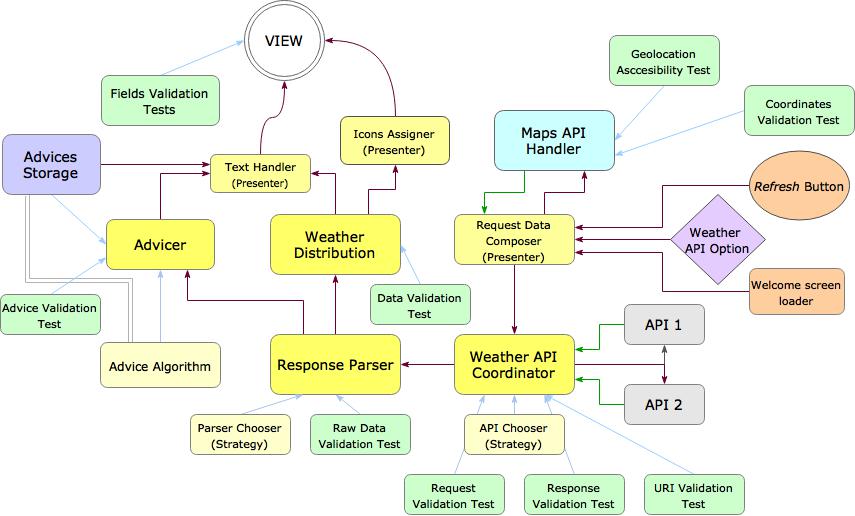 VIEW
Geolocation
Asccesibility Test
Fields Validation
Tests
Coordinates
Validation Test
Icons Assigner
(Presenter)
Maps API
Handler
Advices
Storage
Text Handler
(Presenter)
Refresh Button
Advicer
Weather
Distribution
Request Data
Composer
(Presenter)
Weather
API Option
Welcome screen
loader
Advice Validation
Test
Data Validation
Test
API 1
Advice Algorithm
Response Parser
Weather API
Coordinator
API 2
Parser Chooser
(Strategy)
Raw Data
Validation Test
API Chooser
(Strategy)
Request
Validation Test
Response
Validation Test
URI Validation
Test